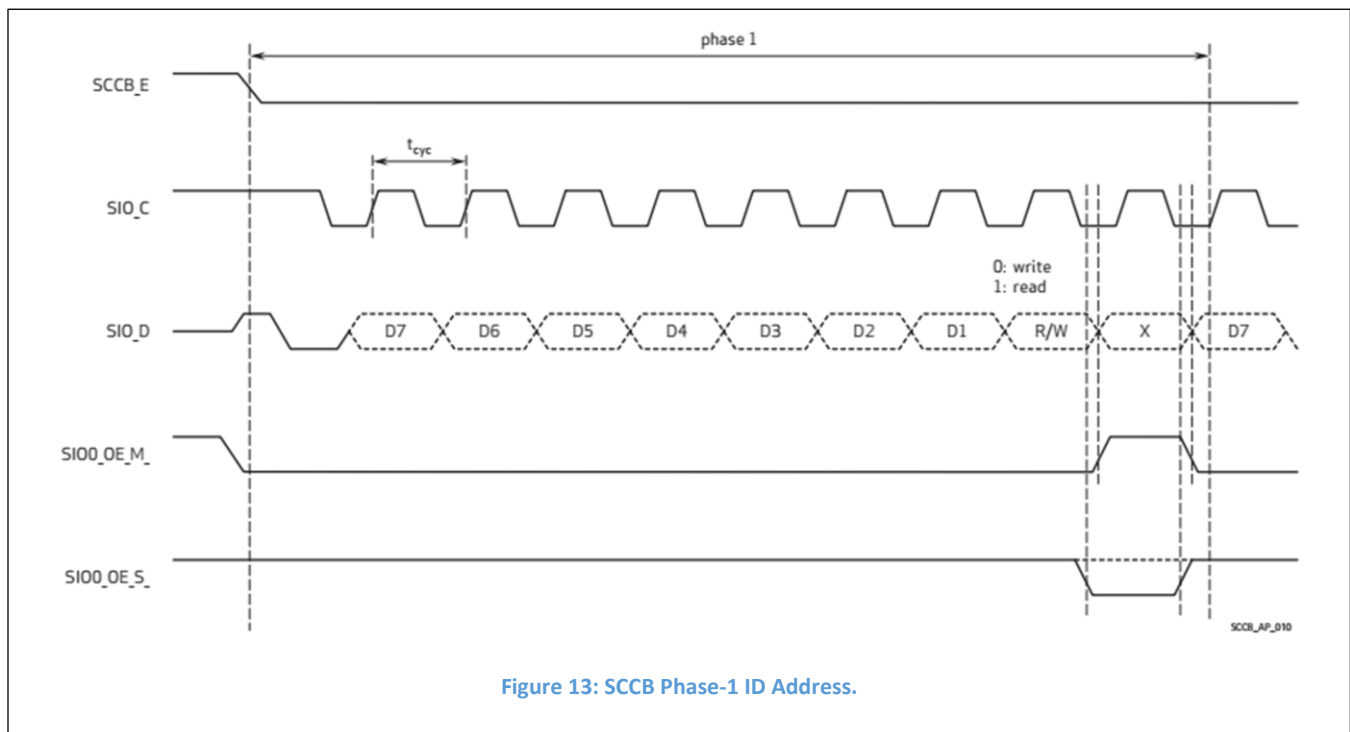 phase 1
SCCB_E
tcyc
SIO_C
0: write
1: read
SIO_D D7 D6 D5 D4 D3 D2 D1 R/W X D7
SIO0_OE_M_
SIO0_OE_S_
SCCB_AP_010
Figure 13: SCCB Phase-1 ID Address.